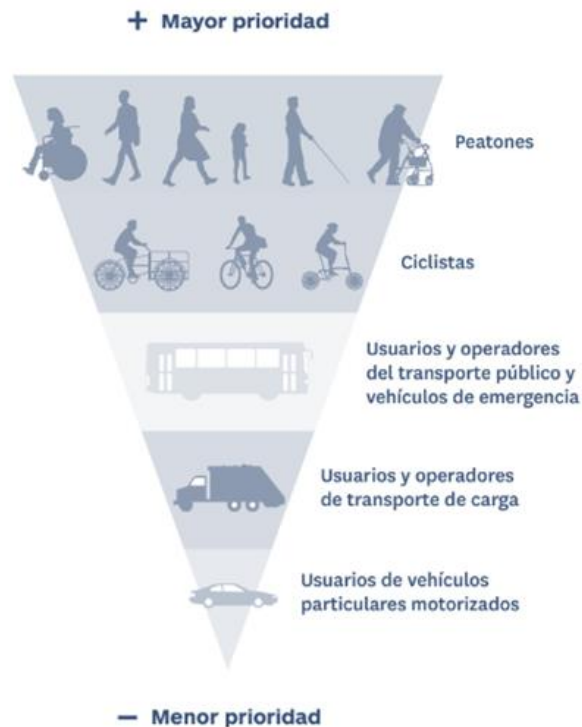 + Mayor prioridad
Peatones
Ciclistas
Usuarios y operadores
del transporte público y
vehículos de emergencia
Usuarios y operadores
de transporte de carga
Usuarios de vehículos
particulares motorizados
– Menor prioridad